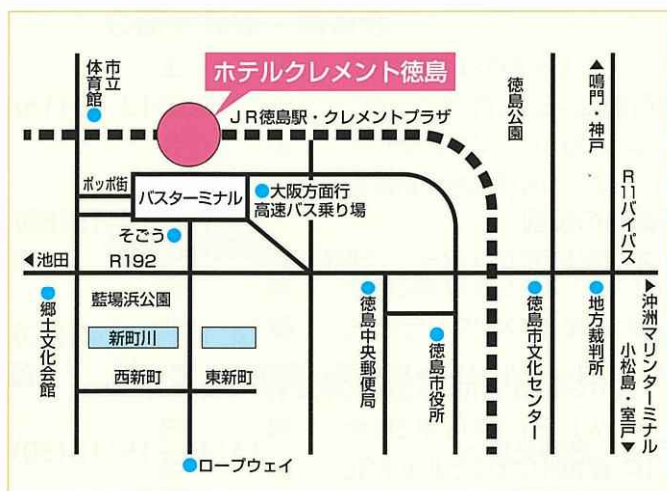 市立
体育館
ホテルクレメント徳島
JR徳島駅・クレメントプラザ
徳島公園
▲鳴門・神戸
R11バイパス
ポッポ街
バスターミナル
大阪方面行
高速バス乗り場
そごう
◀池田
R192
郷土文化会館
藍場浜公園
新町川
西新町
東新町
徳島中央郵便局
徳島市役所
徳島市文化センター
地方裁判所
▲沖洲マリンターミナル
小松島・室戸▼
ロープウェイ